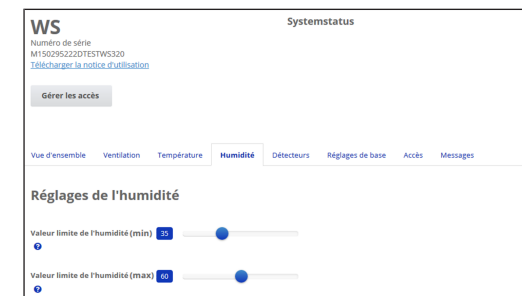 WS
Systemstatus
Numéro de série
M150295222DTESTWS320
Télécharger la notice d'utilisation
Gérer les accès
Vue d'ensemble Ventilation Température Humidité Détecteurs Réglages de base Accès Messages
Réglages de l'humidité
Valeur limite de l'humidité (min) 35
?
Valeur limite de l'humidité (max) 60
?